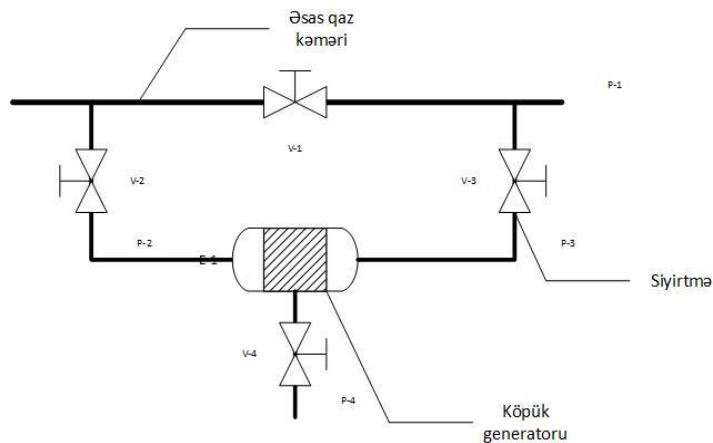 Əsas qaz
kəməri
P-1
V-1
V-2
V-3
P-2
E-1
P-3
Siyirtmə
V-4
P-4
Köpük
generatoru